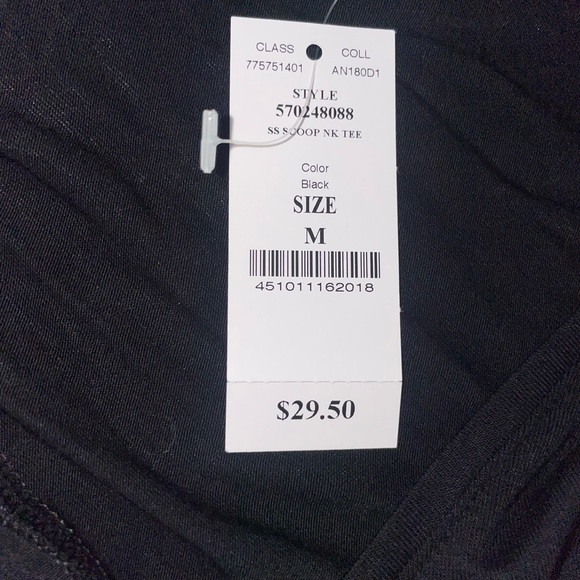 CLASS COLL
775751401 AN180D1
STYLE
570248088
SS SCOOP NK TEE
Color
Black
SIZE
M
451011162018
$29.50